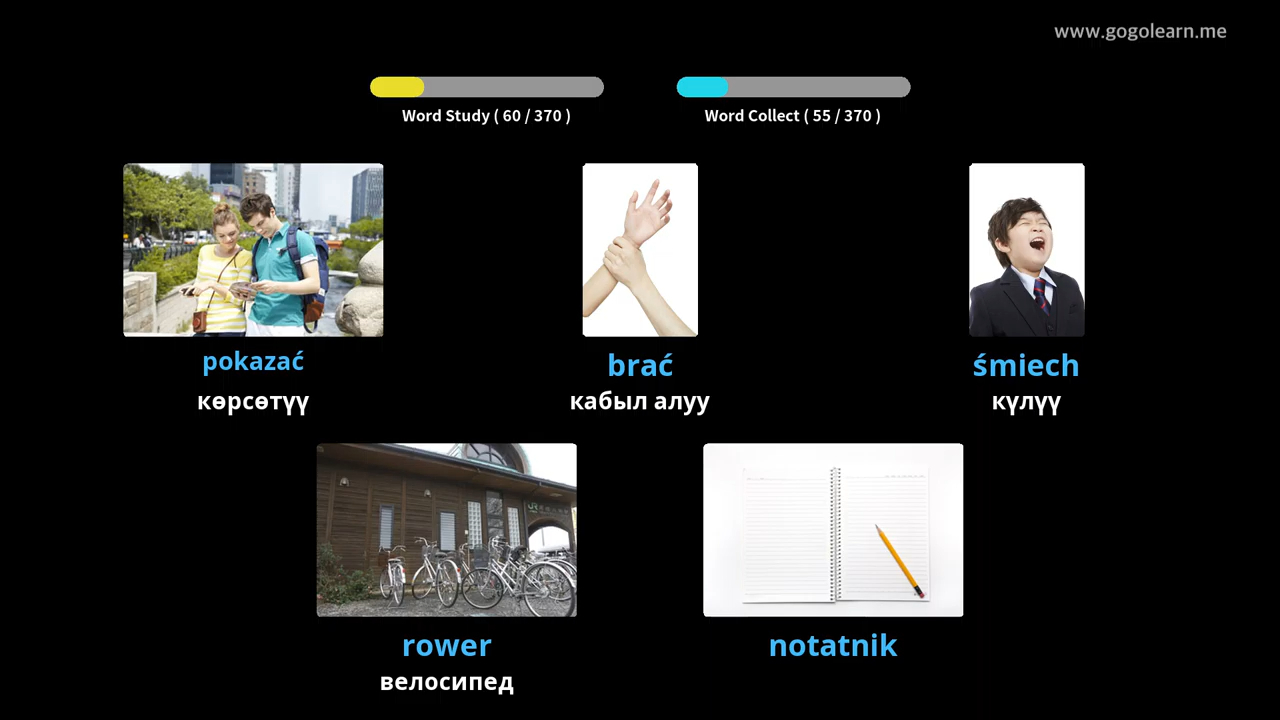 www.gogolearn.me
Word Study ( 60 / 370 )
Word Collect ( 55 / 370 )
pokazać
brać
śmiech
көрсөтүү
кабыл алуу
күлүү
rower
notatnik
велосипед